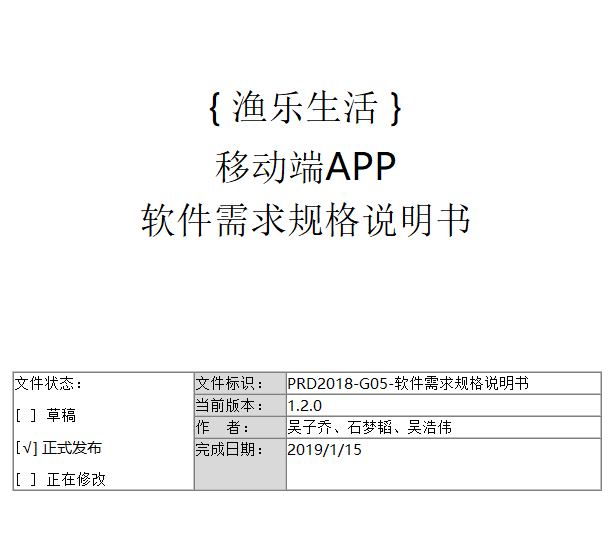 { 渔乐生活 }
移动端APP
软件需求规格说明书
文件状态：
[ ] 草稿
[√] 正式发布
[ ] 正在修改
文件标识： PRD2018-G05-软件需求规格说明书
当前版本： 1.2.0
作 者： 吴子乔、石梦韬、吴浩伟
完成日期： 2019/1/15